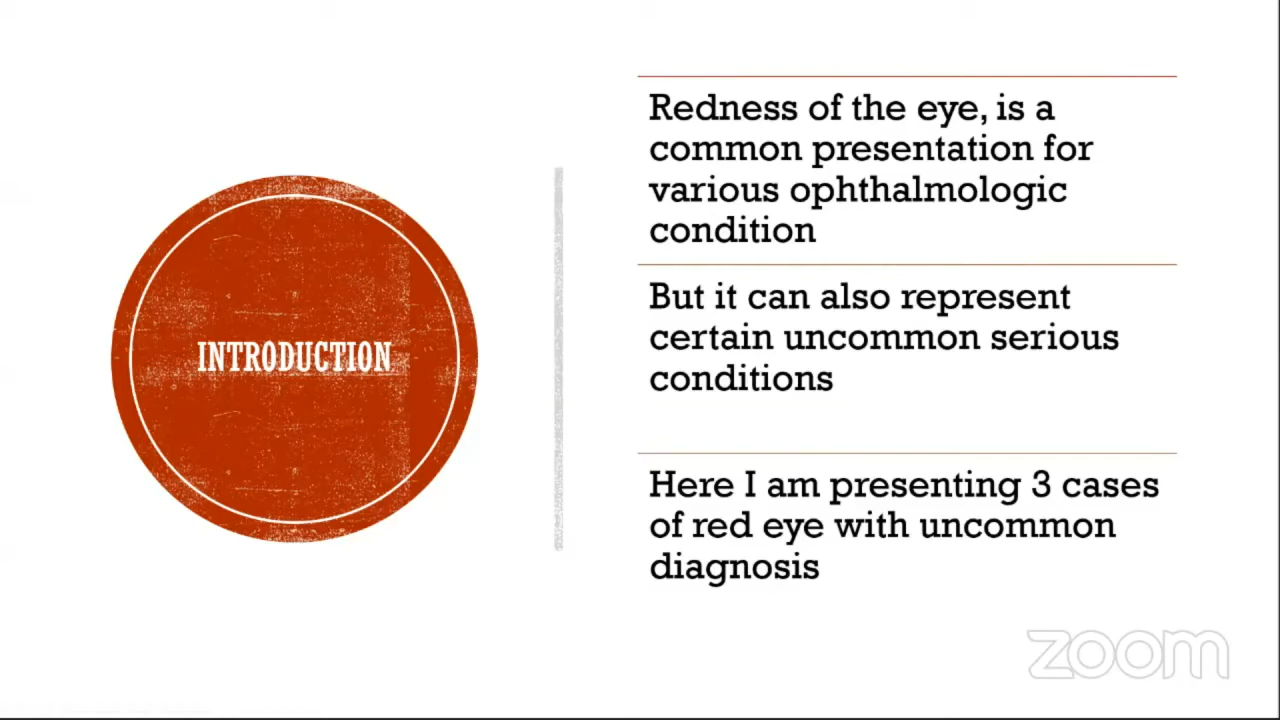 INTRODUCTION
Redness of the eye, is a
common presentation for
various ophthalmologic
condition
But it can also represent
certain uncommon serious
conditions
Here I am presenting 3 cases
of red eye with uncommon
diagnosis
zoom